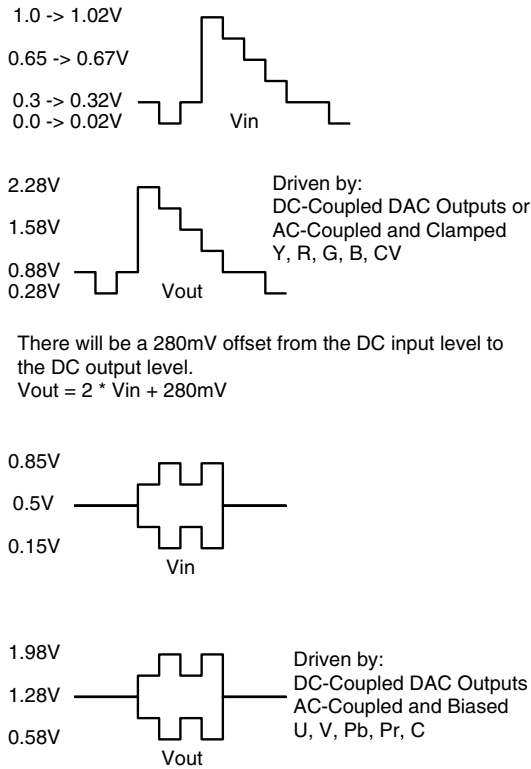 1.0 -> 1.02V
0.65 -> 0.67V
0.3 -> 0.32V
0.0 -> 0.02V
Vin
2.28V
1.58V
0.88V
0.28V
Vout
Driven by:
DC-Coupled DAC Outputs or
AC-Coupled and Clamped
Y, R, G, B, CV
There will be a 280mV offset from the DC input level to
the DC output level.
Vout = 2 * Vin + 280mV
0.85V
0.5V
0.15V
Vin
1.98V
1.28V
0.58V
Vout
Driven by:
DC-Coupled DAC Outputs
AC-Coupled and Biased
U, V, Pb, Pr, C